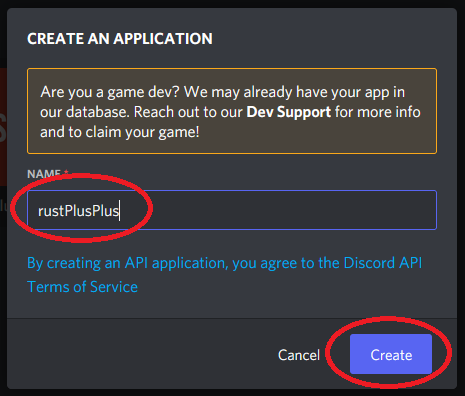 CREATE AN APPLICATION
Are you a game dev? We may already have your app in
our database. Reach out to our Dev Support for more info
and to claim your game!
NAME *
rustPlusPlus
By creating an API application, you agree to the Discord API
Terms of Service
Cancel
Create